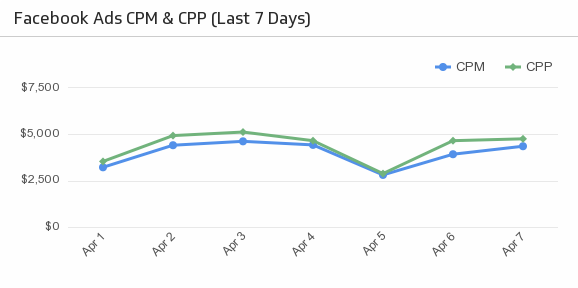 Facebook Ads CPM & CPP (Last 7 Days)
CPM CPP
$7,500
$5,000
$2,500
$0
Apr 1 Apr 2 Apr 3 Apr 4 Apr 5 Apr 6 Apr 7